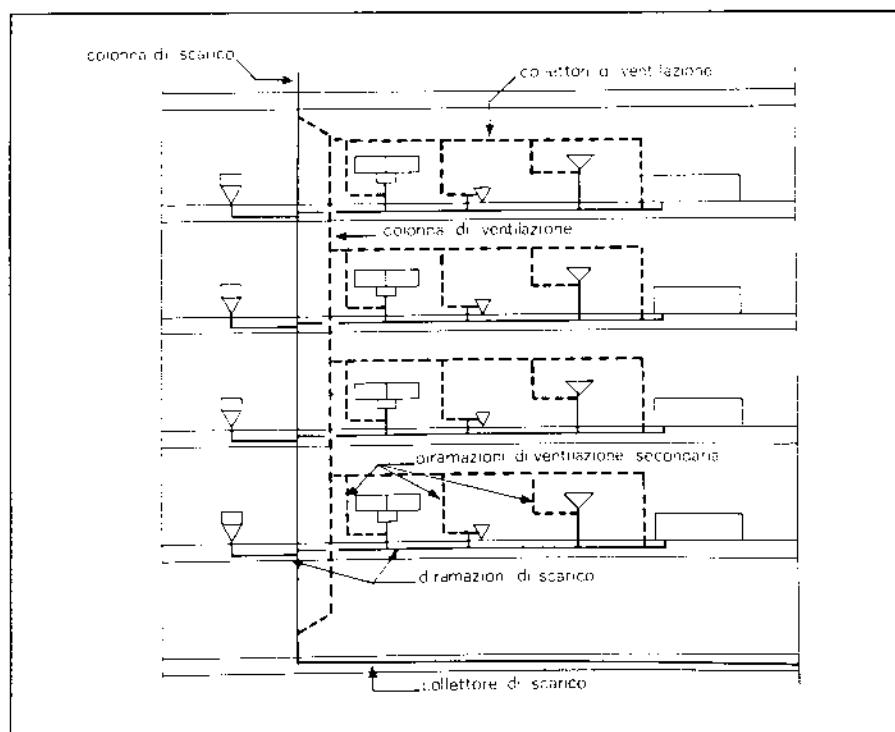 colonna di scarico
collettori di ventilazione
colonna di ventilazione
diramazioni di ventilazione secondaria
diramazioni di scarico
collettore di scarico